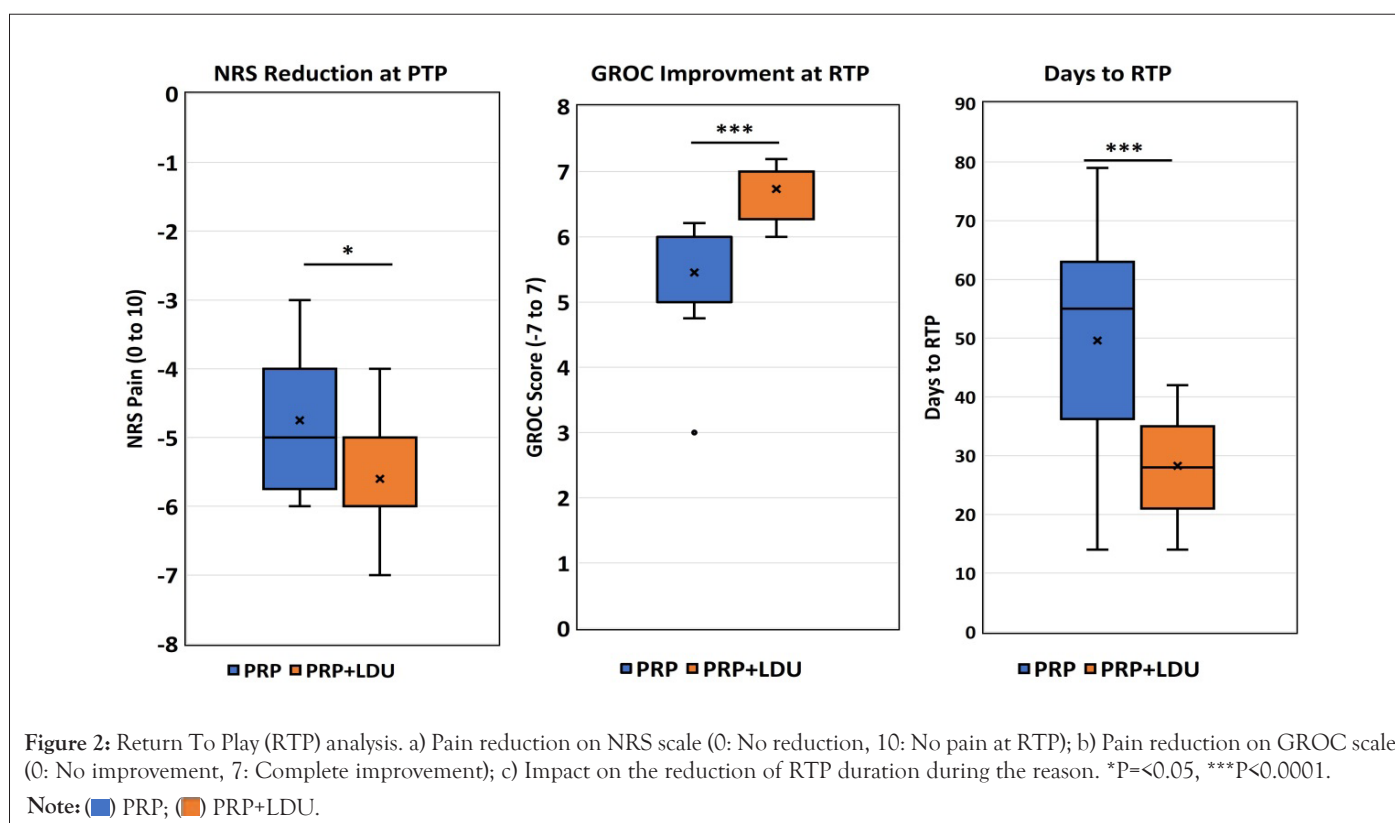 NRS Reduction at PTP
NRS Pain (0 to 10)
0
-1
-2
-3
-4
-5
-6
-7
-8
*
PRP PRP+LDU
GROC Improvment at RTP
GROC Score (-7 to 7)
8
7
6
5
4
3
2
1
0
***
PRP PRP+LDU
Days to RTP
Days to RTP
90
80
70
60
50
40
30
20
10
0
***
PRP PRP+LDU
Figure 2: Return To Play (RTP) analysis. a) Pain reduction on NRS scale (0: No reduction, 10: No pain at RTP); b) Pain reduction on GROC scale
(0: No improvement, 7: Complete improvement); c) Impact on the reduction of RTP duration during the reason. *P=<0.05, ***P<0.0001.
Note: ( ) PRP; ( ) PRP+LDU.